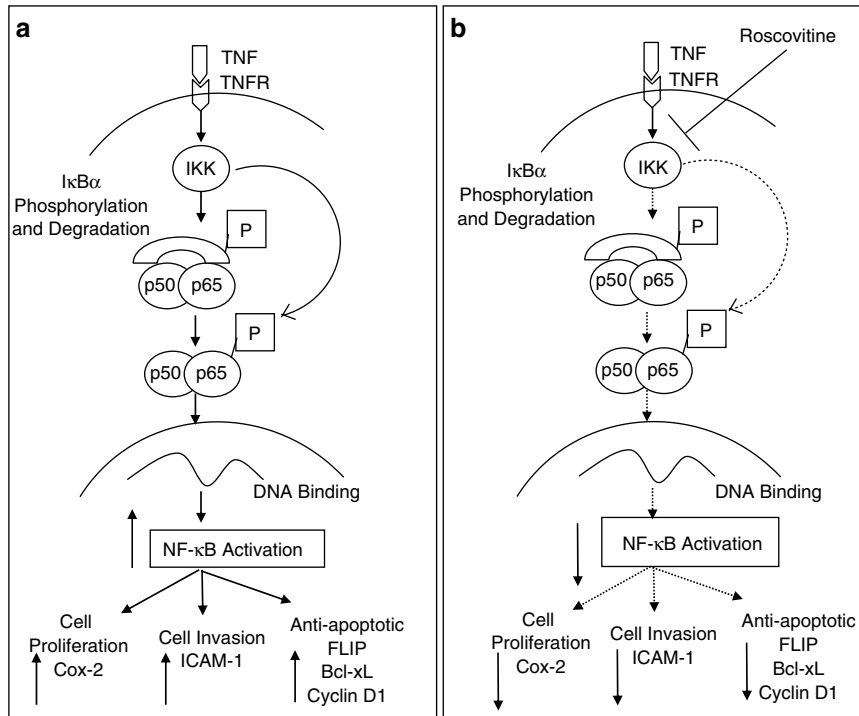 a
TNF
TNFR
IKK
IκBα
Phosphorylation
and Degradation
P
p50 p65
P
p50 p65
DNA Binding
NF-κB Activation
Cell
Proliferation
Cox-2
Cell Invasion
ICAM-1
Anti-apoptotic
FLIP
Bcl-xL
Cyclin D1
b
Roscovitine
TNF
TNFR
IKK
IκBα
Phosphorylation
and Degradation
P
p50 p65
P
p50 p65
DNA Binding
NF-κB Activation
Cell
Proliferation
Cox-2
Cell Invasion
ICAM-1
Anti-apoptotic
FLIP
Bcl-xL
Cyclin D1